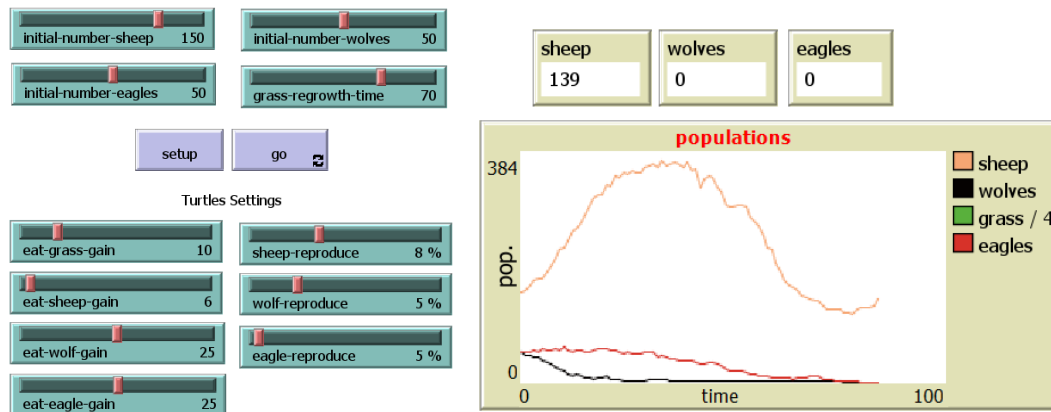 initial-number-sheep 150
initial-number-wolves 50
initial-number-eagles 50
grass-regrowth-time 70
setup
go
Turtles Settings
eat-grass-gain 10
sheep-reproduce 8 %
eat-sheep-gain 6
wolf-reproduce 5 %
eat-wolf-gain 25
eagle-reproduce 5 %
eat-eagle-gain 25
sheep
139
wolves
0
eagles
0
populations
384
pop.
0
0
time
100
sheep
wolves
grass / 4
eagles